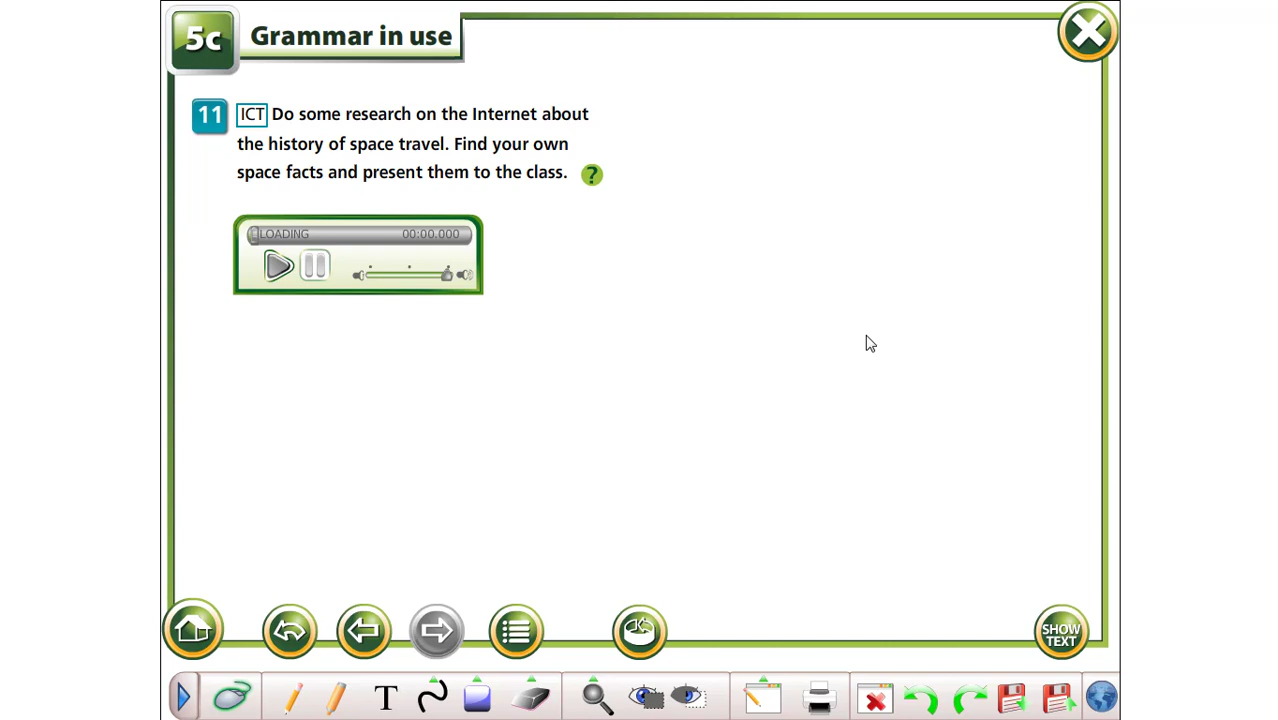 5c Grammar in use
11 ICT Do some research on the Internet about
the history of space travel. Find your own
space facts and present them to the class. ?
LOADING 00:00.000
SHOW
TEXT
T